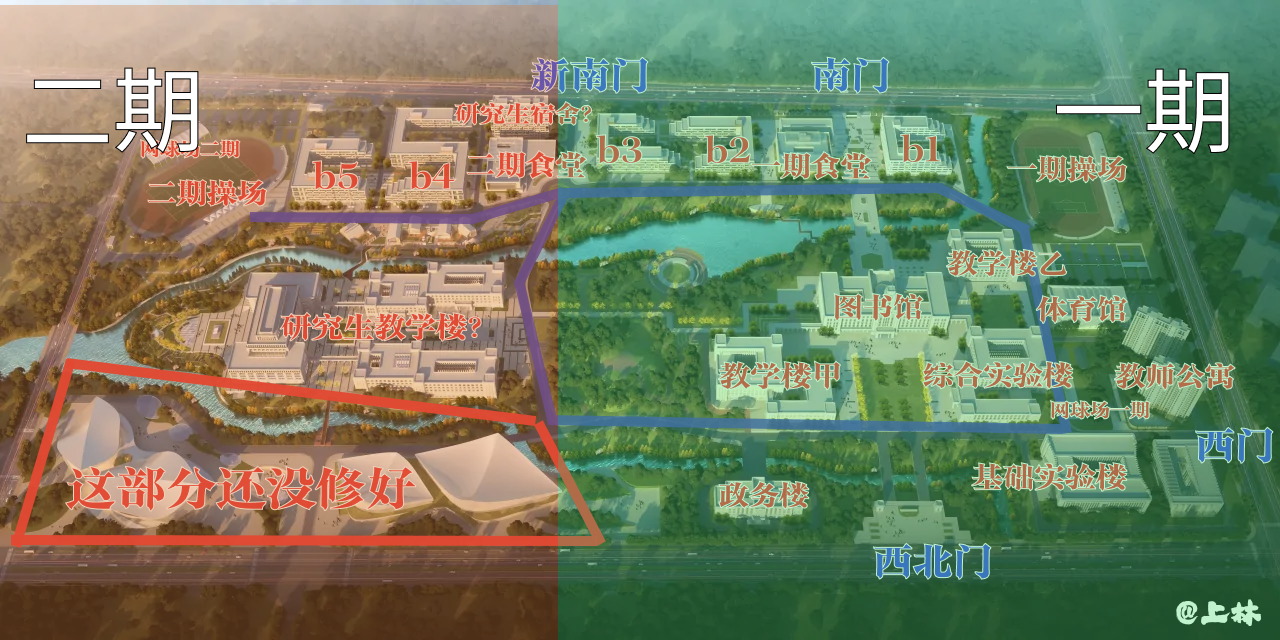 二期
一期
新南门
南门
研究生宿舍?
网球场二期
二期操场
b5
b4
二期食堂
b3
b2
一期食堂
b1
一期操场
教学楼乙
图书馆
体育馆
研究生教学楼?
教学楼甲
综合实验楼
教师公寓
网球场一期
西门
这部分还没修好
政务楼
基础实验楼
西北门
@上林